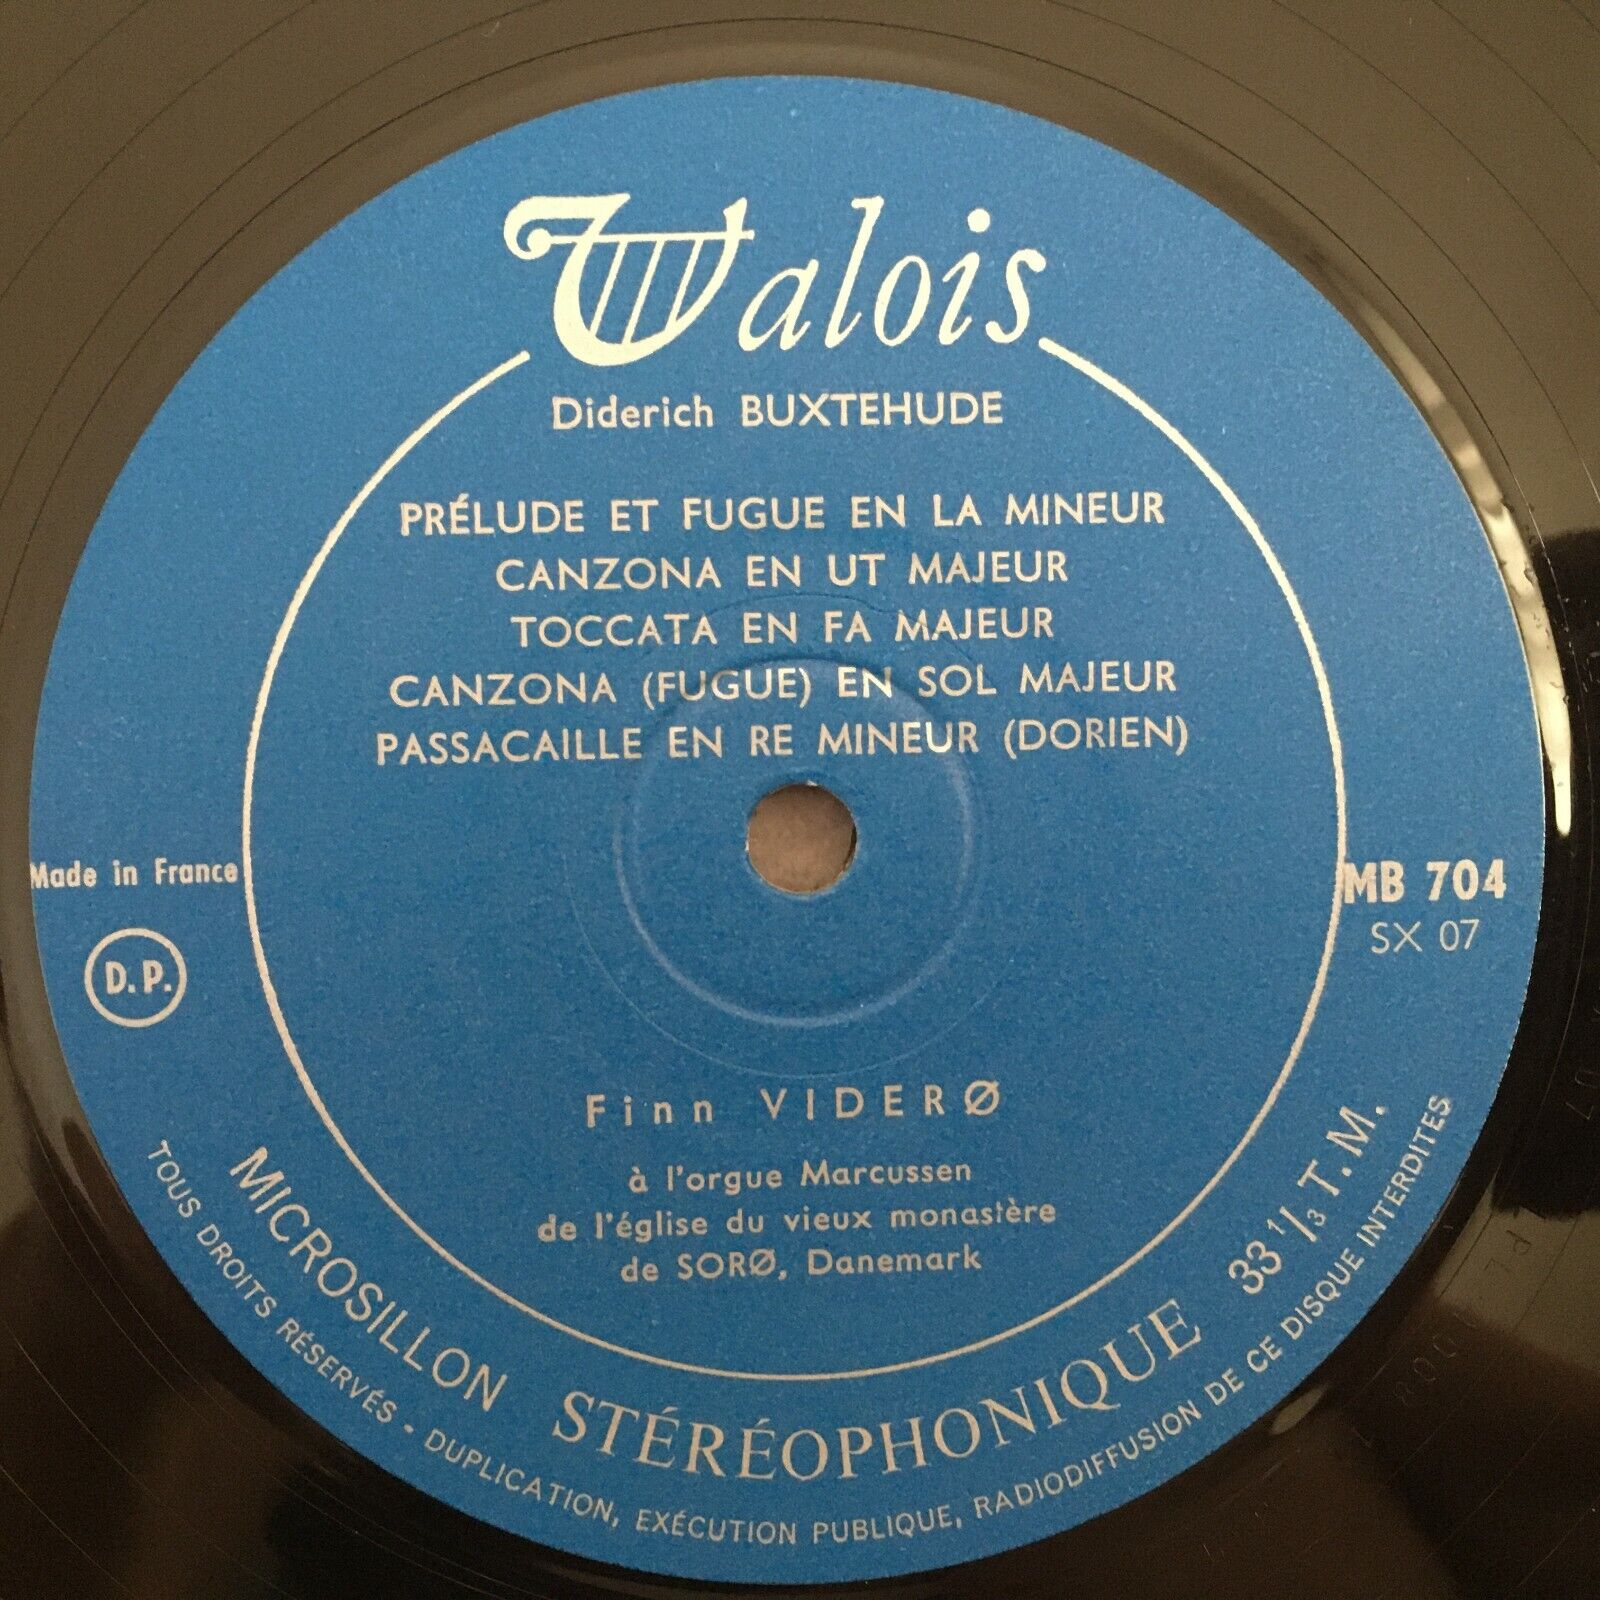 Valois
Diderich BUXTEHUDE
PRÉLUDE ET FUGUE EN LA MINEUR
CANZONA EN UT MAJEUR
TOCCATA EN FA MAJEUR
CANZONA (FUGUE) EN SOL MAJEUR
PASSACAILLE EN RE MINEUR (DORIEN)
Made in France
D.P.
MB 704
SX 07
Finn VIDERØ
à l'orgue Marcussen
de l'église du vieux monastère
de SORØ, Danemark
MICROSILLON STÉRÉOPHONIQUE 33 1/3 T.M.
TOUS DROITS RÉSERVÉS - DUPLICATION, EXÉCUTION PUBLIQUE, RADIODIFFUSION DE CE DISQUE INTERDITES